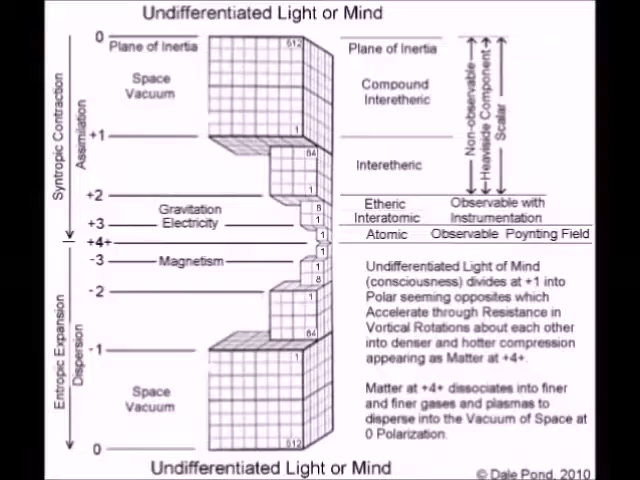 Undifferentiated Light or Mind
0
Plane of Inertia
512
Plane of Inertia
Space
Vacuum
Compound
Interetheric
Syntropic Contraction
Assimilation
Non-observable
Heaviside Component
Scalar
+1
1
64
Interetheric
+2
1
Gravitation
8
Etheric
Interatomic
Observable with
Instrumentation
+3
Electricity
1
+4+
1
Atomic
Observable Poynting Field
-3
Magnetism
1
1
8
-2
1
64
Entropic Expansion
Dispersion
-1
1
Space
Vacuum
0
512
Undifferentiated Light of Mind
(consciousness) divides at +1 into
Polar seeming opposites which
Accelerate through Resistance in
Vortical Rotations about each other
into denser and hotter compression
appearing as Matter at +4+.
Matter at +4+ dissociates into finer
and finer gases and plasmas to
disperse into the Vacuum of Space at
0 Polarization.
Undifferentiated Light or Mind
© Dale Pond, 2010